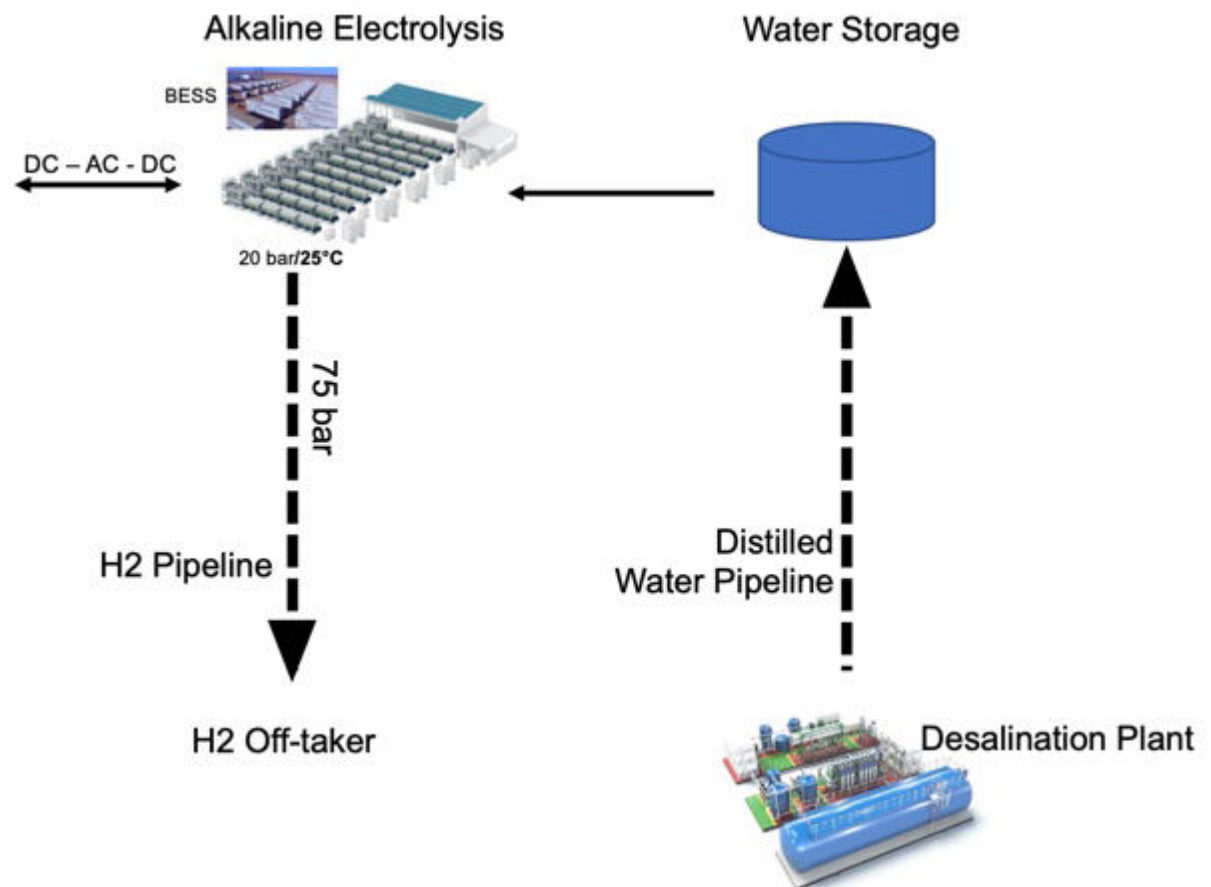 Alkaline Electrolysis
Water Storage
BESS
DC – AC - DC
20 bar/25°C
75 bar
H2 Pipeline
Distilled
Water Pipeline
H2 Off-taker
Desalination Plant